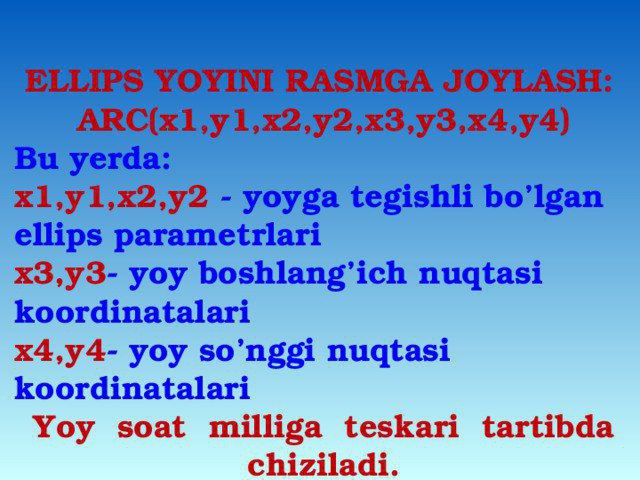 ELLIPS YOYINI RASMGA JOYLASH:
ARC(x1,y1,x2,y2,x3,y3,x4,y4)
Bu yerda:
x1,y1,x2,y2 - yoyga tegishli bo’lgan
ellips parametrlari
x3,y3- yoy boshlang’ich nuqtasi
koordinatalari
x4,y4- yoy so’nggi nuqtasi
koordinatalari
Yoy soat milliga teskari tartibda
chiziladi.